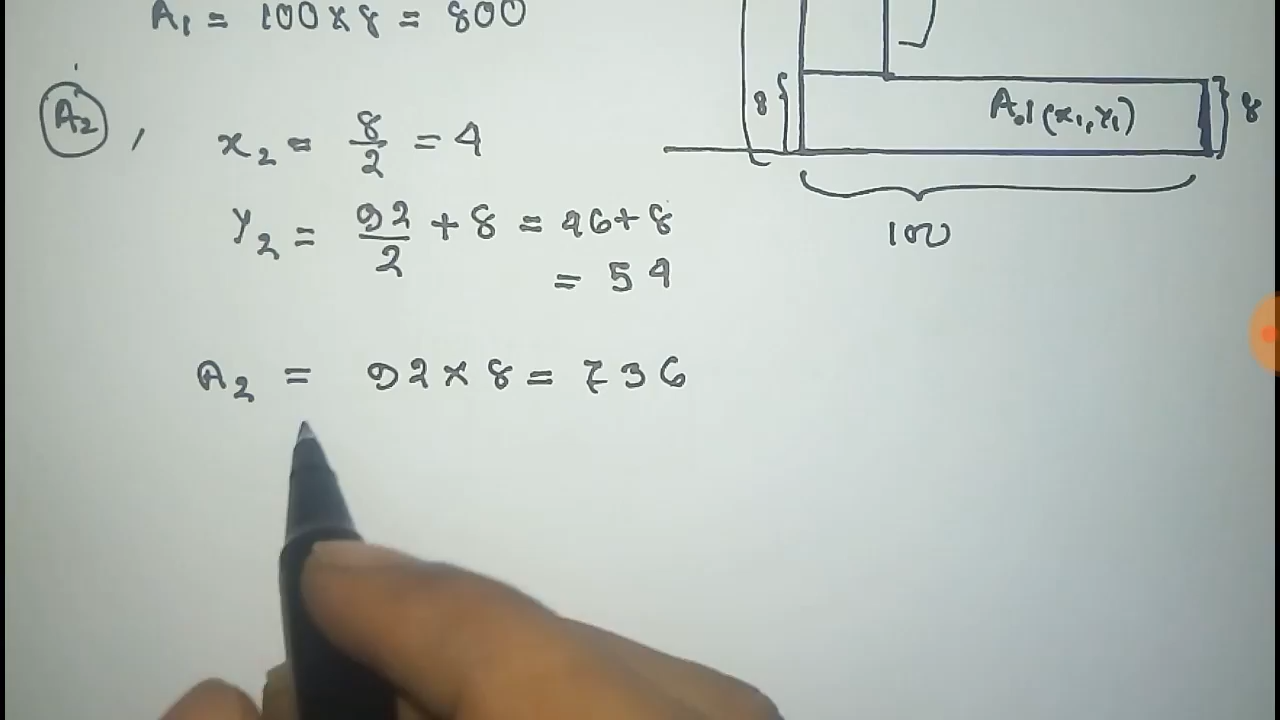 A₁ = 100 × 8 = 800
A₂, x₂ = 8/2 = 4
Y₂ = 92/2 + 8 = 46 + 8
= 54
A₂ = 92 × 8 = 736
8
A₁(x₁, Y₁)
8
100